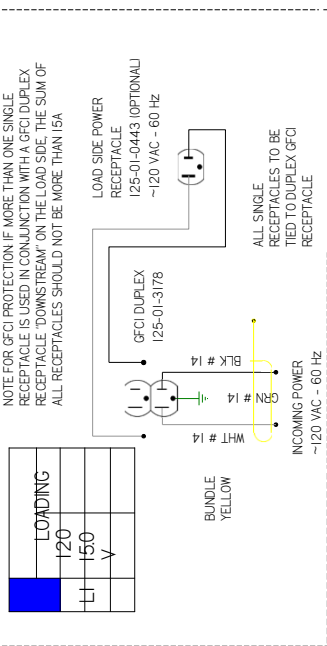 NOTE FOR GFCI PROTECTION IF MORE THAN ONE SINGLE
RECEPTACLE IS USED IN CONJUNCTION WITH A GFCI DUPLEX
RECEPTACLE "DOWNSTREAM" ON THE LOAD SIDE, THE SUM OF
ALL RECEPTACLES SHOULD NOT BE MORE THAN 15A
LOAD SIDE POWER
RECEPTACLE
125-01-0443 (OPTIONAL)
~120 VAC - 60 Hz
GFCI DUPLEX
125-01-3178
ALL SINGLE
RECEPTACLES TO BE
TIED TO DUPLEX GFCI
RECEPTACLE
LOADING
120
L1 15.0
V
BUNDLE
YELLOW
WHT # 14
GRN # 14
BLK # 14
INCOMING POWER
~120 VAC - 60 Hz